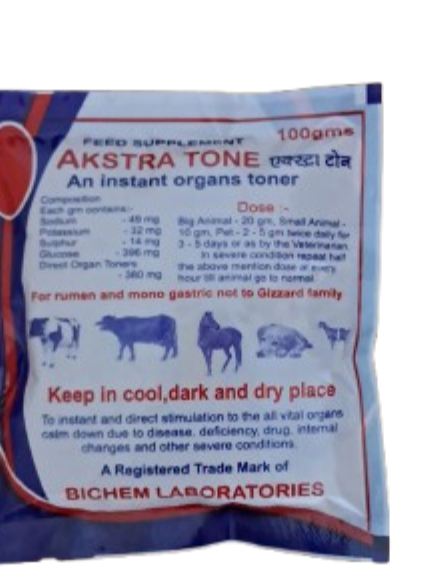 FEED SUPPLEMENT
100gms
AKSTRA TONE एक्स्ट्रा टोन
An instant organs toner
Composition
Each gm contains:-
Sodium - 48 mg
Potassium - 32 mg
Sulphur - 14 mg
Glucose - 396 mg
Direct Organ Toners
- 360 mg
Dose :-
Big Animal - 20 gm, Small Animal -
10 gm, Pet - 2 - 5 gm twice daily for
3 - 5 days or as by the Veterinarian.
In severe condition repeat half
the above mention dose at every
hour till animal go to normal.
For rumen and mono gastric not to Gizzard family
Keep in cool,dark and dry place
To instant and direct stimulation to the all vital organs
calm down due to disease, deficiency, drug, internal
changes and other severe conditions.
A Registered Trade Mark of
BICHEM LABORATORIES